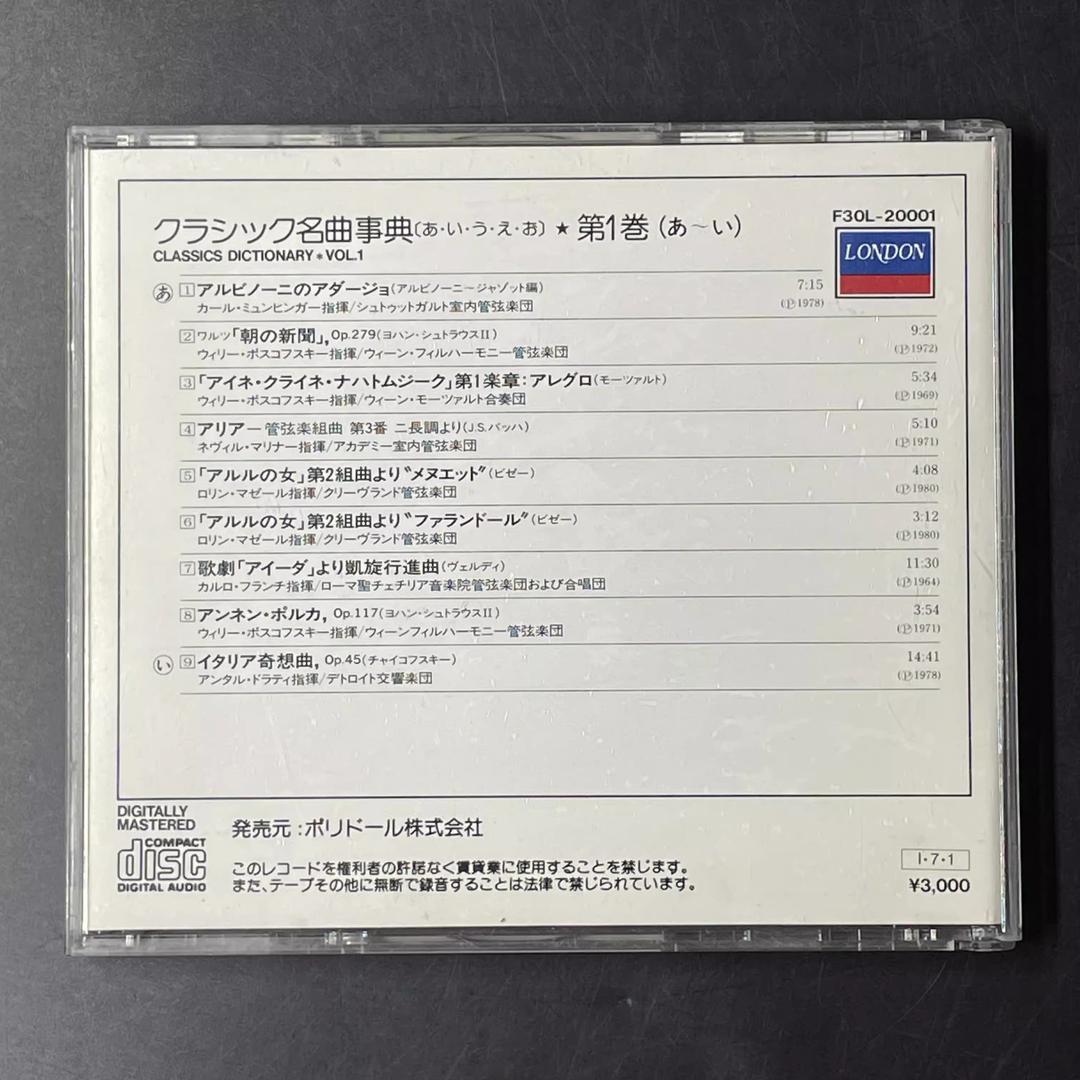 クラシック名曲事典〔あ・い・う・え・お〕★第1巻(あ〜い)
CLASSICS DICTIONARY*VOL.1
F30L-20001
LONDON
あ 1 アルビノーニのアダージョ(アルビノーニ〜ジャゾット編) 7:15
カール・ミュンヒンガー指揮/シュトゥットガルト室内管弦楽団 (℗1978)
2 ワルツ「朝の新聞」, Op.279(ヨハン・シュトラウスII) 9:21
ウィリー・ボスコフスキー指揮/ウィーン・フィルハーモニー管弦楽団 (℗1972)
3 「アイネ・クライネ・ナハトムジーク」第1楽章:アレグロ(モーツァルト) 5:34
ウィリー・ボスコフスキー指揮/ウィーン・モーツァルト合奏団 (℗1969)
4 アリアー管弦楽組曲 第3番 ニ長調より(J.S.バッハ) 5:10
ネヴィル・マリナー指揮/アカデミー室内管弦楽団 (℗1971)
5 「アルルの女」第2組曲より〝メヌエット〟(ビゼー) 4:08
ロリン・マゼール指揮/クリーヴランド管弦楽団 (℗1980)
6 「アルルの女」第2組曲より〝ファランドール〟(ビゼー) 3:12
ロリン・マゼール指揮/クリーヴランド管弦楽団 (℗1980)
7 歌劇「アイーダ」より凱旋行進曲(ヴェルディ) 11:30
カルロ・フランチ指揮/ローマ聖チェチリア音楽院管弦楽団および合唱団 (℗1964)
8 アンネン・ポルカ, Op.117(ヨハン・シュトラウスII) 3:54
ウィリー・ボスコフスキー指揮/ウィーンフィルハーモニー管弦楽団 (℗1971)
い 9 イタリア奇想曲, Op.45(チャイコフスキー) 14:41
アンタル・ドラティ指揮/デトロイト交響楽団 (℗1978)
DIGITALLY
MASTERED
COMPACT
disc
DIGITAL AUDIO
発売元:ポリドール株式会社
このレコードを権利者の許諾なく賃貸業に使用することを禁じます。
また、テープその他に無断で録音することは法律で禁じられています。
I・7・1
¥3,000